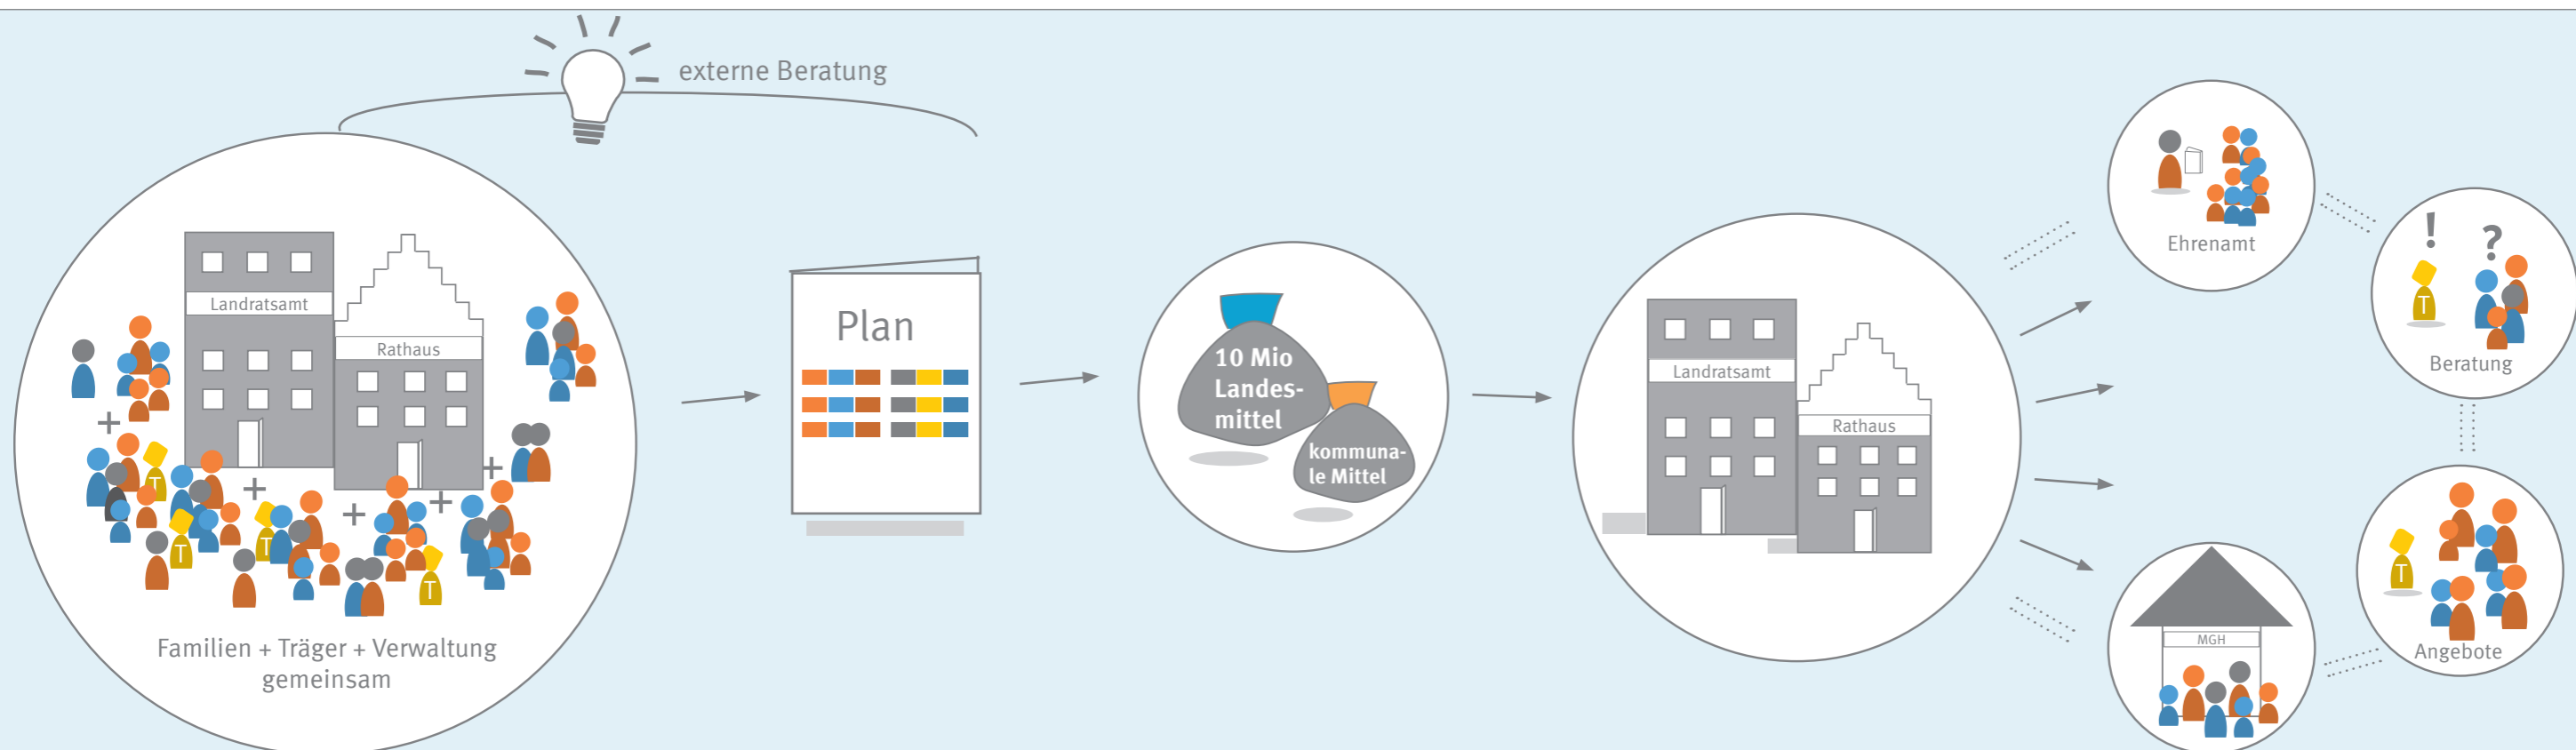 externe Beratung
Landratsamt
Rathaus
+
+
+
+
+
T
T
T
T
Familien + Träger + Verwaltung
gemeinsam
Plan
10 Mio
Landes-
mittel
kommuna-
le Mittel
Landratsamt
Rathaus
Ehrenamt
! ?
T
Beratung
T
Angebote
MGH